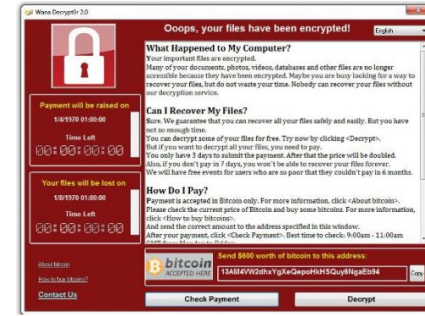 Wana Decrypt0r 2.0
Ooops, your files have been encrypted!
English
What Happened to My Computer?
Your important files are encrypted.
Many of your documents, photos, videos, databases and other files are no longer
accessible because they have been encrypted. Maybe you are busy looking for a way to
recover your files, but do not waste your time. Nobody can recover your files without
our decryption service.
Can I Recover My Files?
Sure. We guarantee that you can recover all your files safely and easily. But you have
not so enough time.
You can decrypt some of your files for free. Try now by clicking <Decrypt>.
But if you want to decrypt all your files, you need to pay.
You only have 3 days to submit the payment. After that the price will be doubled.
Also, if you don't pay in 7 days, you won't be able to recover your files forever.
We will have free events for users who are so poor that they couldn't pay in 6 months.
How Do I Pay?
Payment is accepted in Bitcoin only. For more information, click <About bitcoin>.
Please check the current price of Bitcoin and buy some bitcoins. For more information,
click <How to buy bitcoins>.
And send the correct amount to the address specified in this window.
After your payment, click <Check Payment>. Best time to check: 9:00am - 11:00am
Payment will be raised on
1/4/1970 01:00:00
Time Left
00:00:00:00
Your files will be lost on
1/8/1970 01:00:00
Time Left
00:00:00:00
About bitcoin
How to buy bitcoins?
Contact Us
bitcoin
ACCEPTED HERE
Send $600 worth of bitcoin to this address:
13AM4VW2dhxYgXeQepoHkHSQuy6NgaEb94
Copy
Check Payment
Decrypt